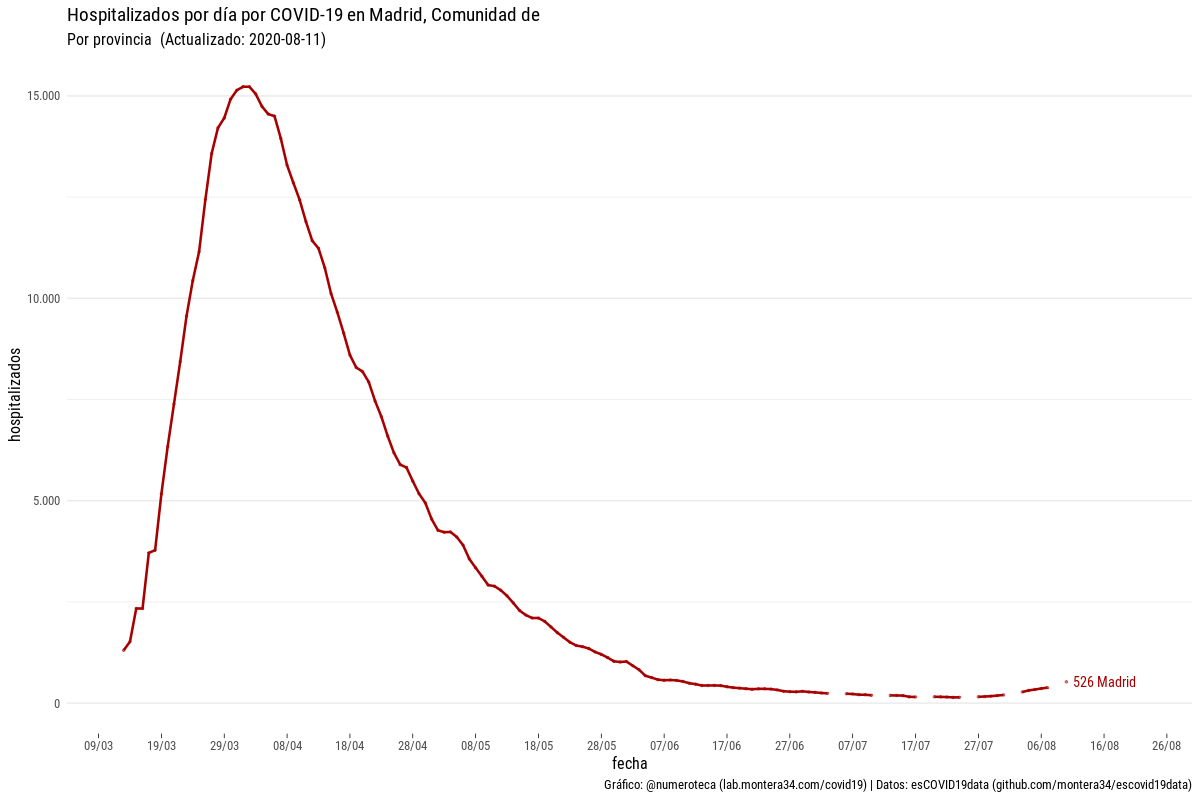 Hospitalizados por día por COVID-19 en Madrid, Comunidad de
Por provincia  (Actualizado: 2020-08-11)
hospitalizados
15.000
10.000
5.000
0
526 Madrid
09/03 19/03 29/03 08/04 18/04 28/04 08/05 18/05 28/05 07/06 17/06 27/06 07/07 17/07 27/07 06/08 16/08 26/08
fecha
Gráfico: @numeroteca (lab.montera34.com/covid19) | Datos: esCOVID19data (github.com/montera34/escovid19data)